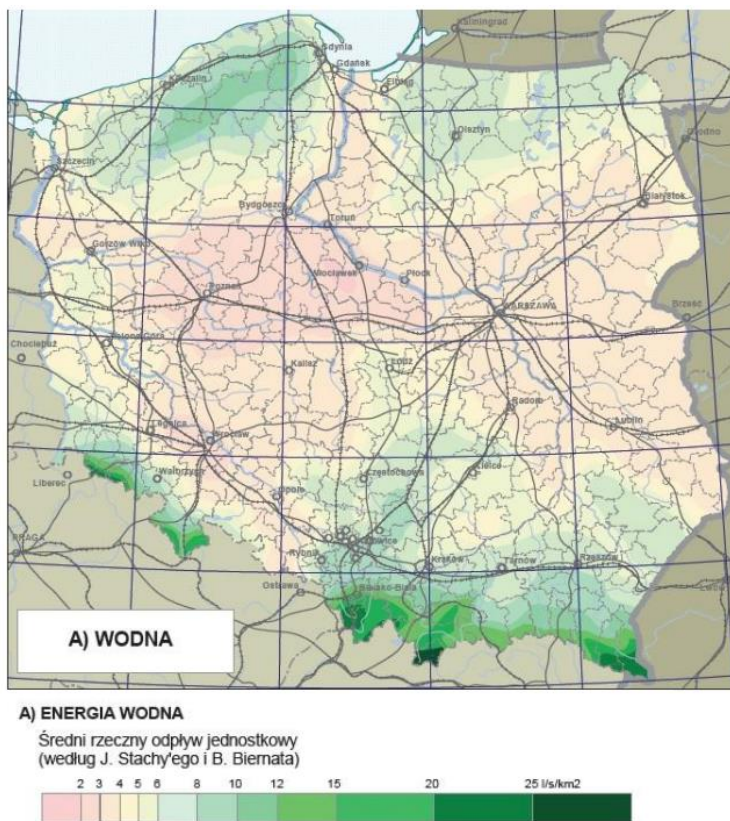 Kaliningrad
Gdynia
Gdańsk
Koszalin
Elbląg
Olsztyn
Grodno
Szczecin
Białystok
Bydgoszcz
Toruń
Gorzów Wlkp.
Włocławek
Płock
Poznań
WARSZAWA
Brześć
Zielona Góra
Chociebuż
Łódź
Kalisz
Radom
Legnica
Lublin
Wrocław
Kielce
Wałbrzych
Liberec
Częstochowa
Opole
PRAGA
Katowice
Rybnik
Kraków
Tarnów
Rzeszów
Ostrawa
Bielsko-Biała
Lwów
A) WODNA
A) ENERGIA WODNA
Średni rzeczny odpływ jednostkowy
(według J. Stachy'ego i B. Biernata)
2 3 4 5 6 8 10 12 15 20 25 l/s/km2